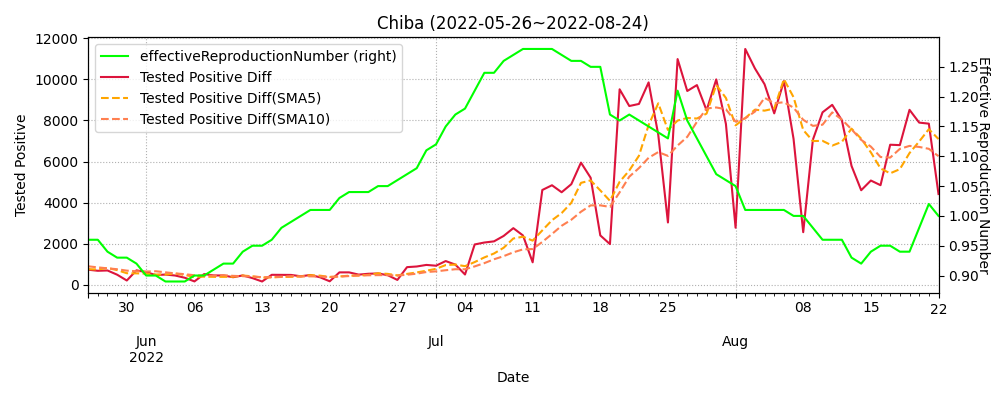 Chiba (2022-05-26~2022-08-24)
effectiveReproductionNumber (right)
Tested Positive Diff
Tested Positive Diff(SMA5)
Tested Positive Diff(SMA10)
Tested Positive
12000
10000
8000
6000
4000
2000
0
1.25
1.20
1.15
1.10
1.05
1.00
0.95
0.90
Effective Reproduction Number
30 06 13 20 27 04 11 18 25 08 15 22
Jun Jul Aug
2022
Date